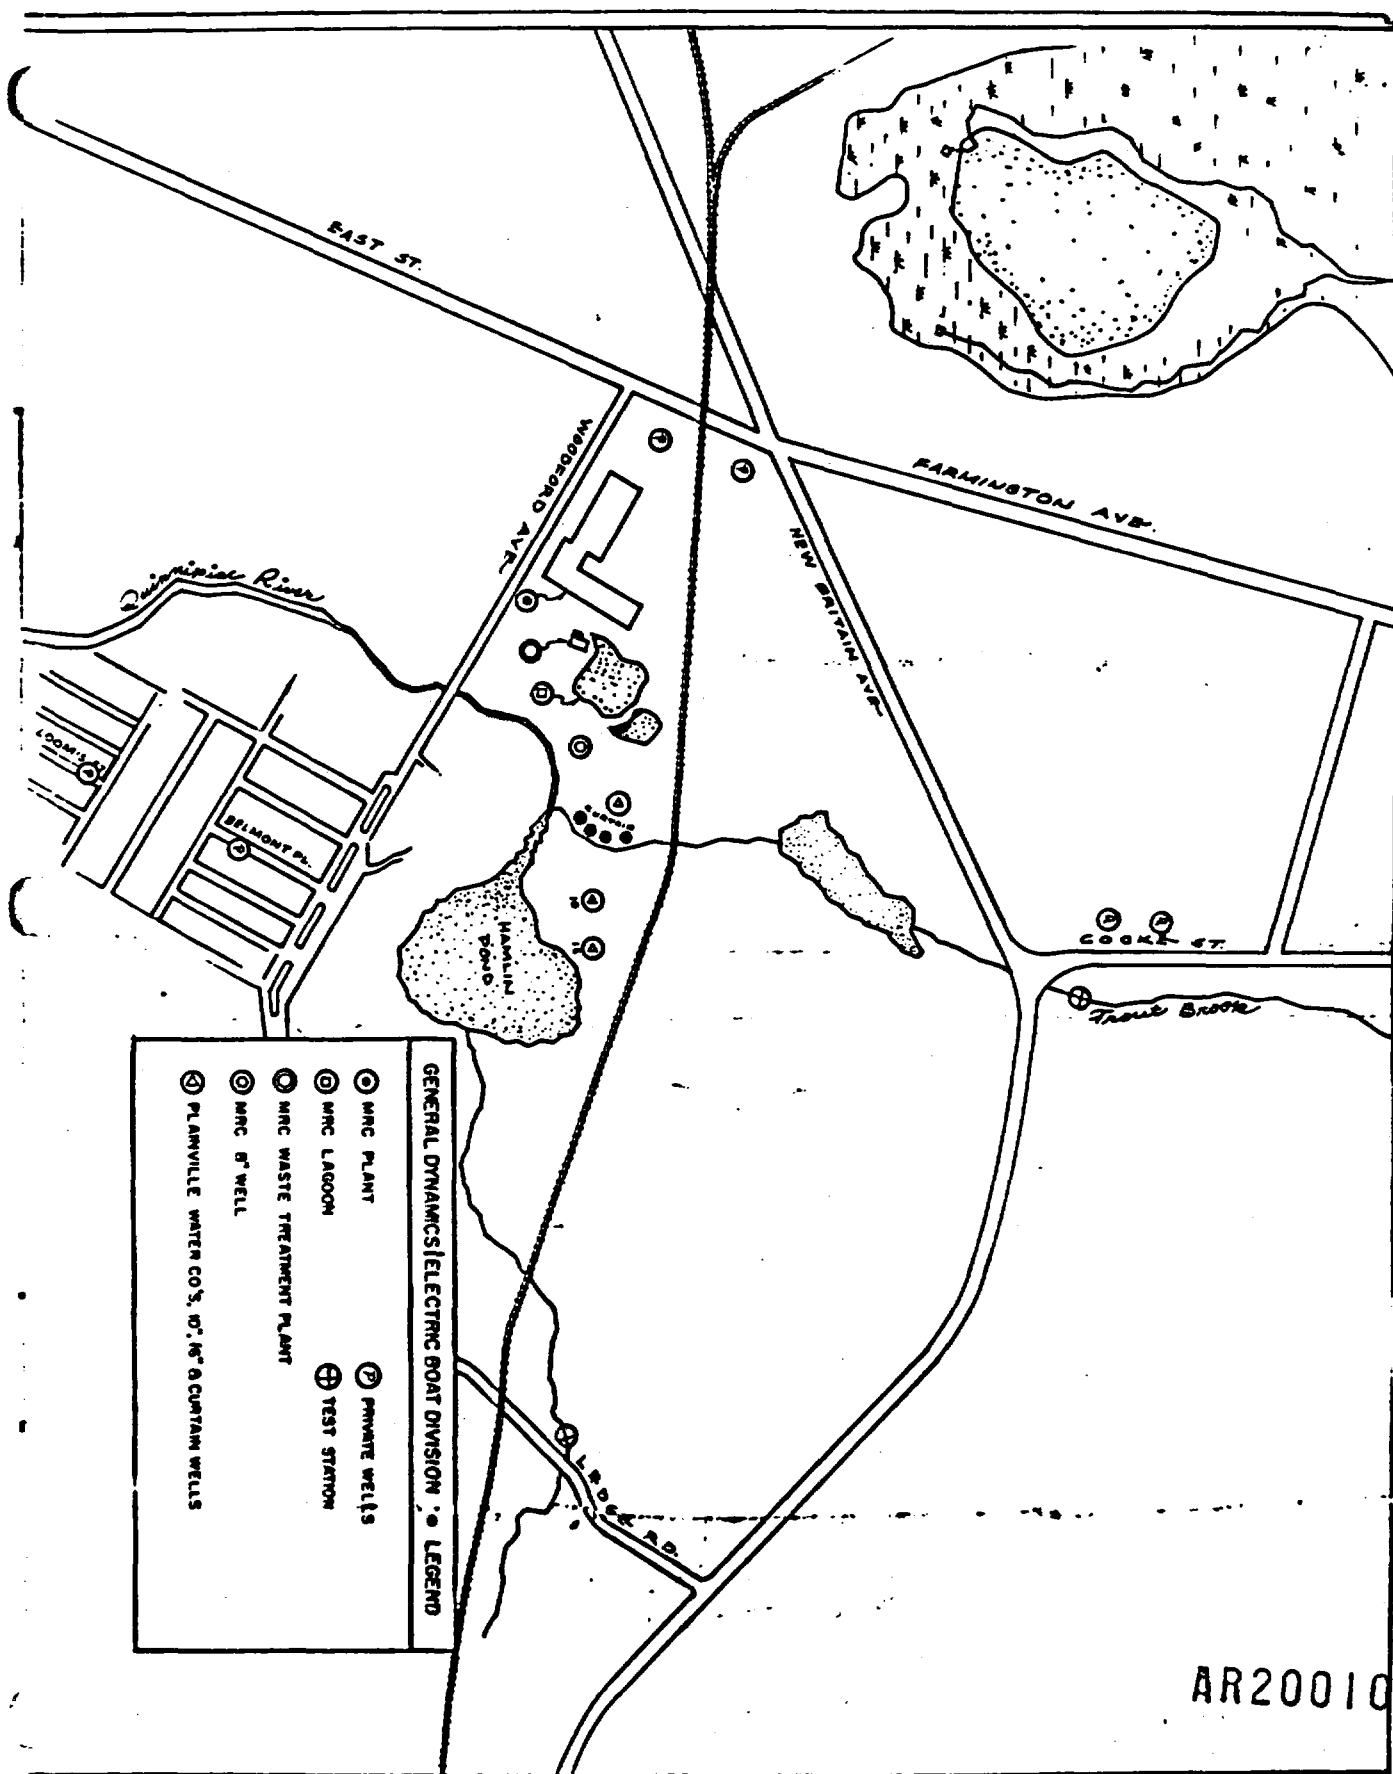 EAST ST.
FARMINGTON AVE.
WOODFORD AVE.
NEW BRITAIN AVE.
Quinnipiac River
LOOMIS ST.
BELMONT PL.
CURTAIN
HAMLIN
POND
COOKE ST.
Trout Brook
LEDGE RD.
GENERAL DYNAMICS/ELECTRIC BOAT DIVISION
LEGEND
MRC PLANT
MRC LAGOON
MRC WASTE TREATMENT PLANT
MRC 8" WELL
PLAINVILLE WATER CO'S, 10", 16" & CURTAIN WELLS
P PRIVATE WELLS
TEST STATION
AR20010